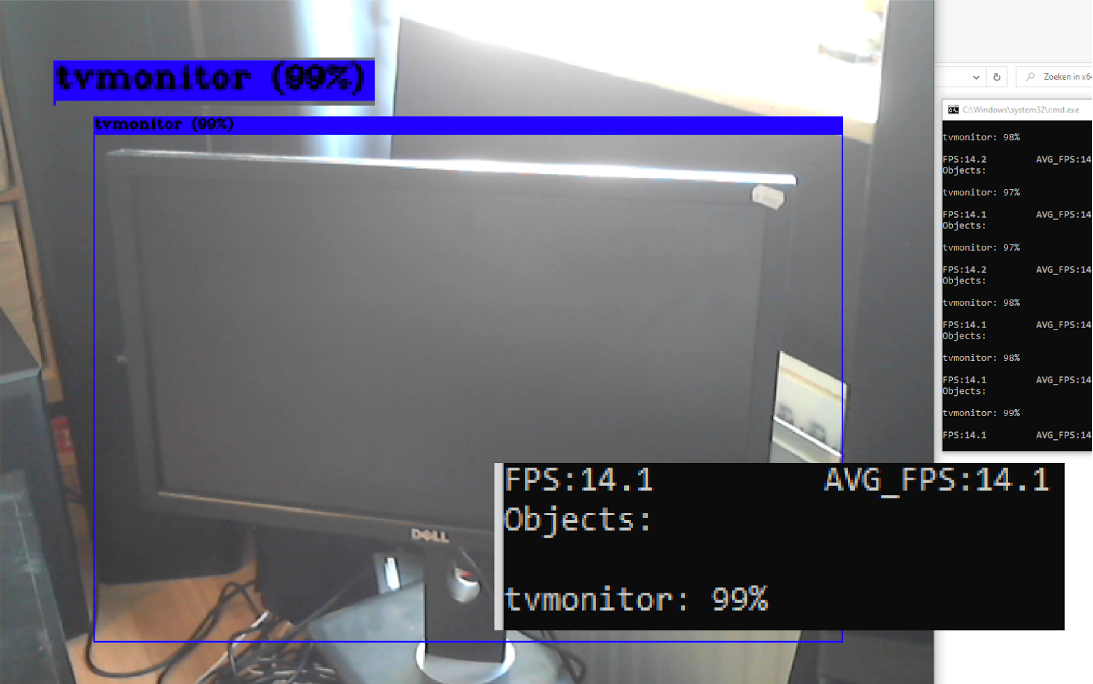 tvmonitor (99%)
tvmonitor (99%)
DELL
Zoeken in x64
C:\Windows\system32\cmd.exe
tvmonitor: 98%
FPS:14.2 AVG_FPS:14
Objects:
tvmonitor: 97%
FPS:14.1 AVG_FPS:14
Objects:
tvmonitor: 97%
FPS:14.2 AVG_FPS:14
Objects:
tvmonitor: 98%
FPS:14.1 AVG_FPS:14
Objects:
tvmonitor: 98%
FPS:14.1 AVG_FPS:14
Objects:
tvmonitor: 99%
FPS:14.1 AVG_FPS:14
FPS:14.1 AVG_FPS:14.1
Objects:
tvmonitor: 99%